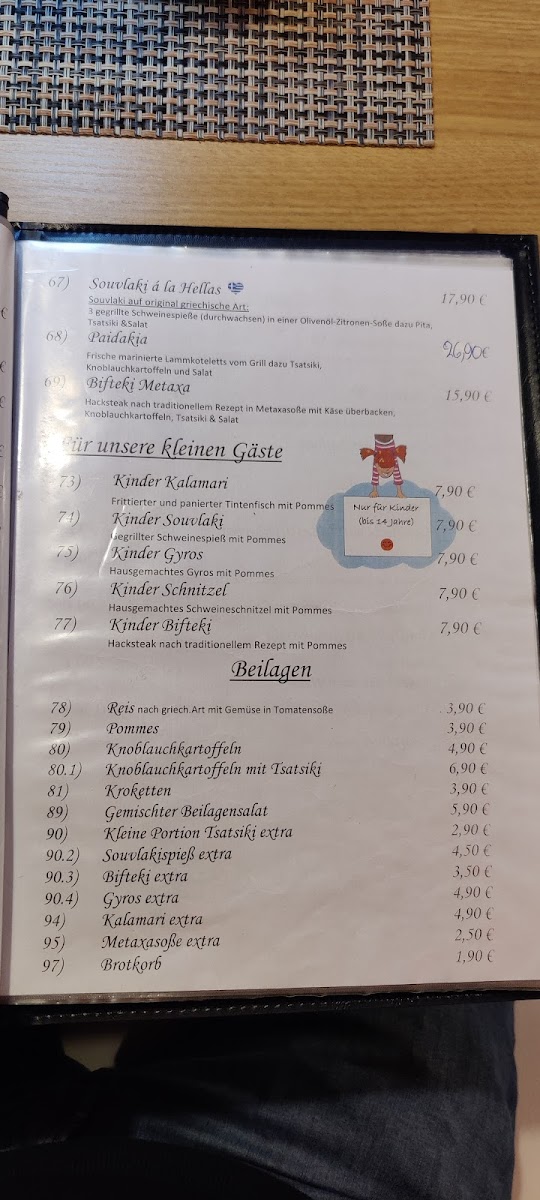 67) Souvlaki á la Hellas 17,90 €
Souvlaki auf original griechische Art:
3 gegrillte Schweinespieße (durchwachsen) in einer Olivenöl-Zitronen-Soße dazu Pita,
Tsatsiki &Salat
68) Paidakia 26,90€
Frische marinierte Lammkoteletts vom Grill dazu Tsatsiki,
Knoblauchkartoffeln und Salat
69) Bifteki Metaxa 15,90 €
Hacksteak nach traditionellem Rezept in Metaxasoße mit Käse überbacken,
Knoblauchkartoffeln, Tsatsiki & Salat
Für unsere kleinen Gäste
73) Kinder Kalamari 7,90 €
Frittierter und panierter Tintenfisch mit Pommes
Nur für Kinder
(bis 14 Jahre)
74) Kinder Souvlaki 7,90 €
Gegrillter Schweinespieß mit Pommes
75) Kinder Gyros 7,90 €
Hausgemachtes Gyros mit Pommes
76) Kinder Schnitzel 7,90 €
Hausgemachtes Schweineschnitzel mit Pommes
77) Kinder Bifteki 7,90 €
Hacksteak nach traditionellem Rezept mit Pommes
Beilagen
78) Reis nach griech.Art mit Gemüse in Tomatensoße 3,90 €
79) Pommes 3,90 €
80) Knoblauchkartoffeln 4,90 €
80.1) Knoblauchkartoffeln mit Tsatsiki 6,90 €
81) Kroketten 3,90 €
89) Gemischter Beilagensalat 5,90 €
90) Kleine Portion Tsatsiki extra 2,90 €
90.2) Souvlakispieß extra 4,50 €
90.3) Bifteki extra 3,50 €
90.4) Gyros extra 4,90 €
94) Kalamari extra 4,90 €
95) Metaxasoße extra 2,50 €
97) Brotkorb 1,90 €